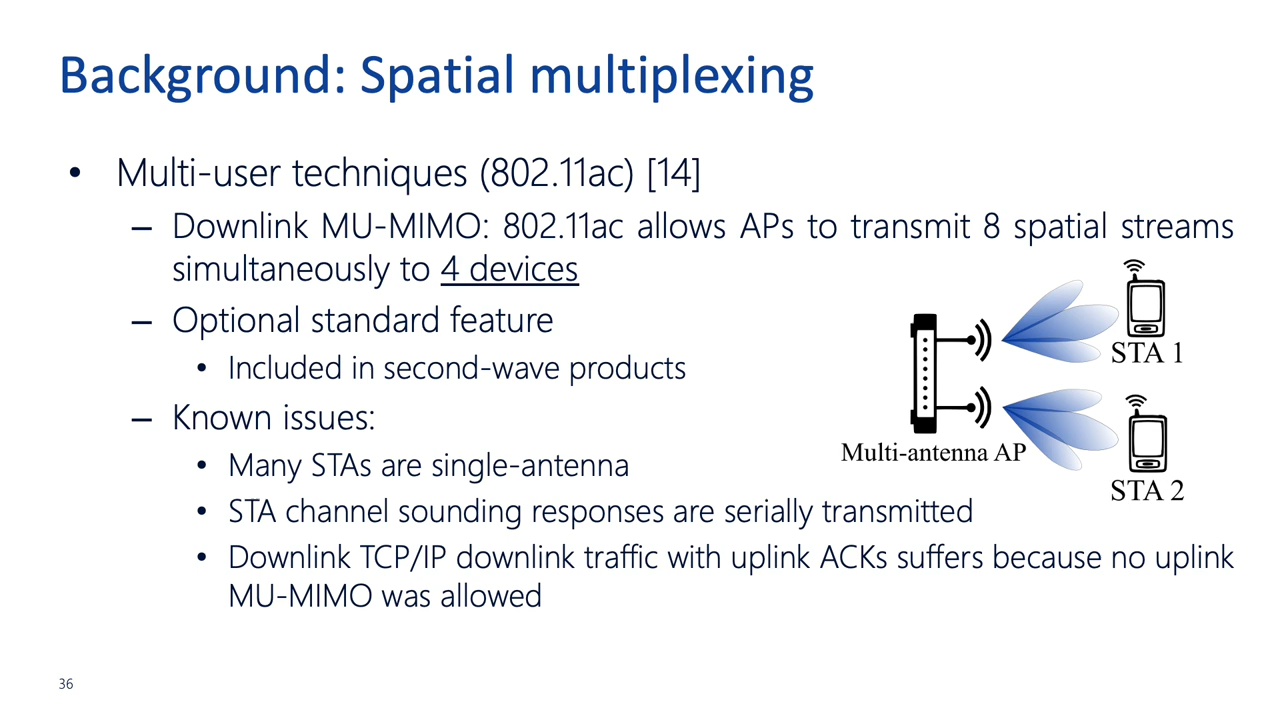 Background: Spatial multiplexing
• Multi-user techniques (802.11ac) [14]
– Downlink MU-MIMO: 802.11ac allows APs to transmit 8 spatial streams
simultaneously to 4 devices
– Optional standard feature
• Included in second-wave products
– Known issues:
• Many STAs are single-antenna
• STA channel sounding responses are serially transmitted
• Downlink TCP/IP downlink traffic with uplink ACKs suffers because no uplink
MU-MIMO was allowed
STA 1
Multi-antenna AP
STA 2
36